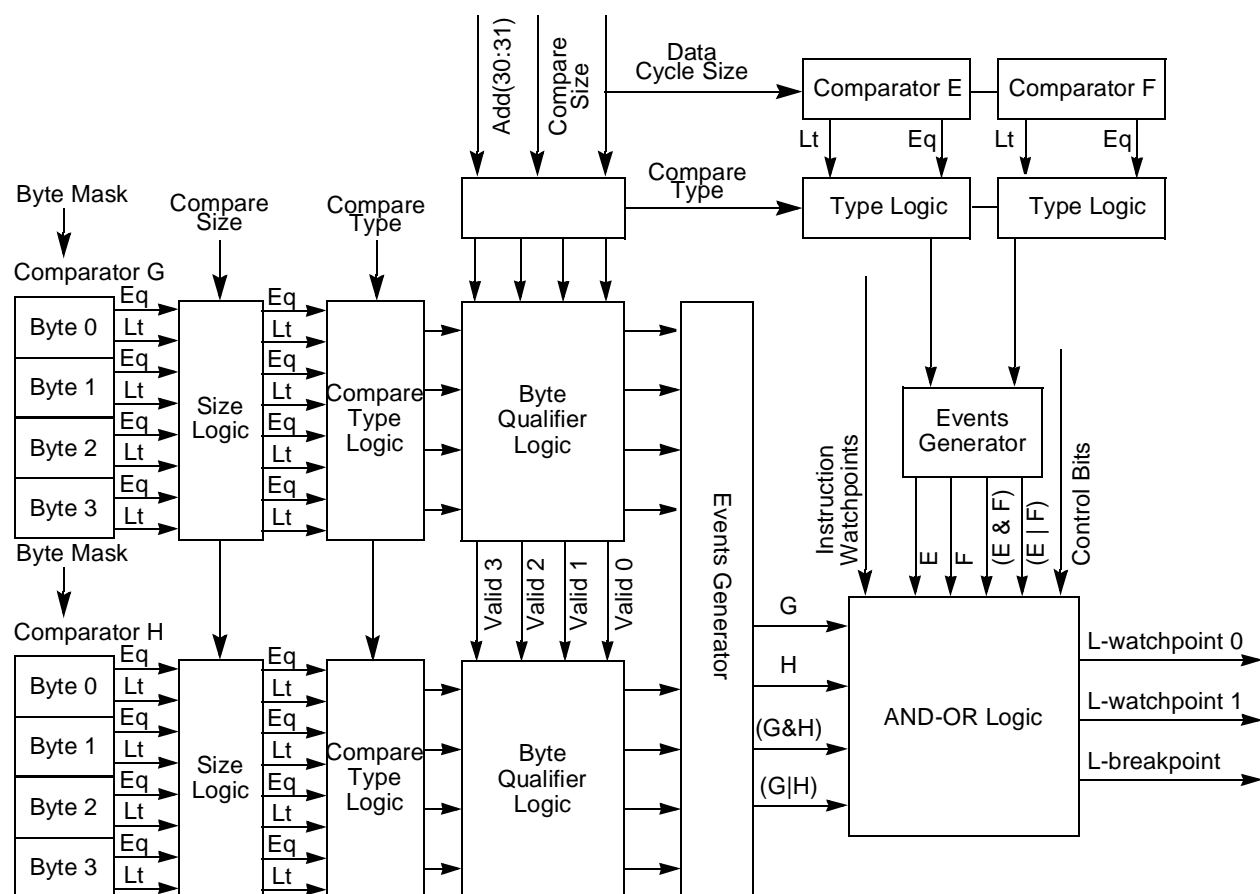 Add(30:31)
Compare
Size
Data
Cycle Size
Comparator E
Comparator F
Lt
Eq
Lt
Eq
Compare
Type
Type Logic
Type Logic
Byte Mask
Compare
Size
Compare
Type
Comparator G
Byte 0
Byte 1
Byte 2
Byte 3
Eq
Lt
Eq
Lt
Eq
Lt
Eq
Lt
Size
Logic
Eq
Lt
Eq
Lt
Eq
Lt
Eq
Lt
Compare
Type
Logic
Byte
Qualifier
Logic
Valid 3
Valid 2
Valid 1
Valid 0
Events Generator
Instruction
Watchpoints
Events
Generator
E
F
(E & F)
(E | F)
Control Bits
Byte Mask
Comparator H
Byte 0
Byte 1
Byte 2
Byte 3
Eq
Lt
Eq
Lt
Eq
Lt
Eq
Lt
Size
Logic
Eq
Lt
Eq
Lt
Eq
Lt
Eq
Lt
Compare
Type
Logic
Byte
Qualifier
Logic
G
H
(G&H)
(G|H)
AND-OR Logic
L-watchpoint 0
L-watchpoint 1
L-breakpoint